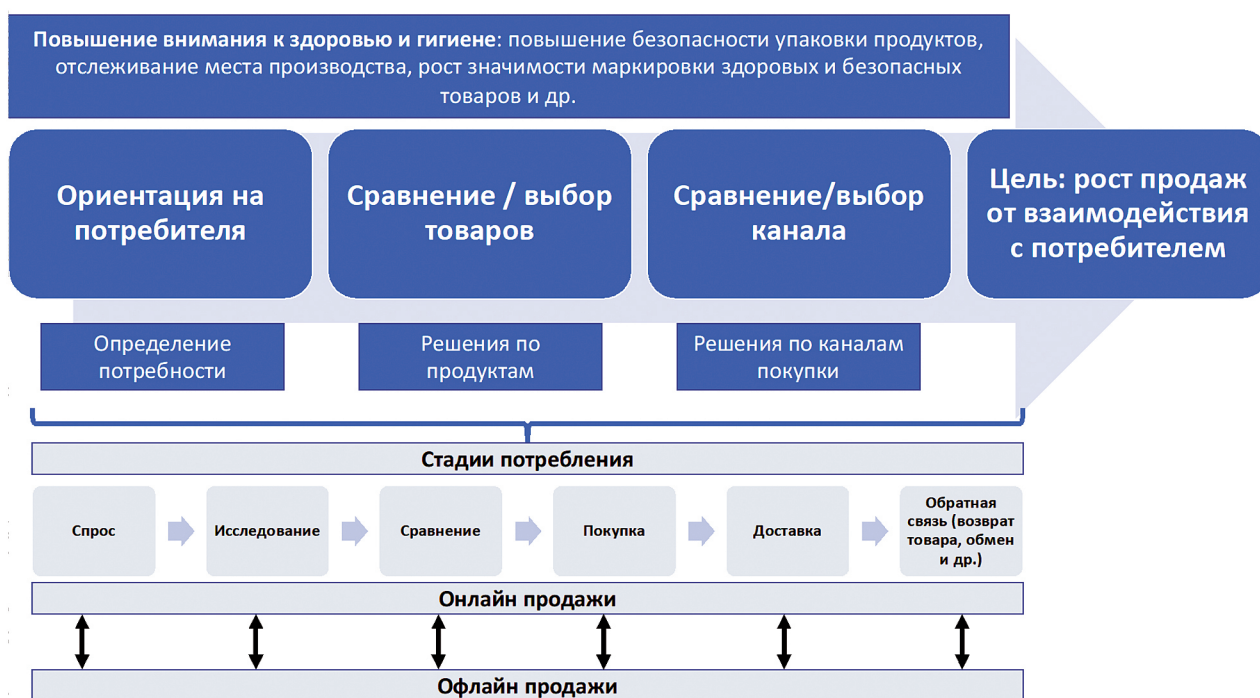 Повышение внимания к здоровью и гигиене: повышение безопасности упаковки продуктов,
отслеживание места производства, рост значимости маркировки здоровых и безопасных
товаров и др.
Ориентация на
потребителя
Сравнение / выбор
товаров
Сравнение/выбор
канала
Цель: рост продаж
от взаимодействия
с потребителем
Определение
потребности
Решения по
продуктам
Решения по каналам
покупки
Стадии потребления
Спрос
Исследование
Сравнение
Покупка
Доставка
Обратная
связь (возврат
товара, обмен
и др.)
Онлайн продажи
Офлайн продажи